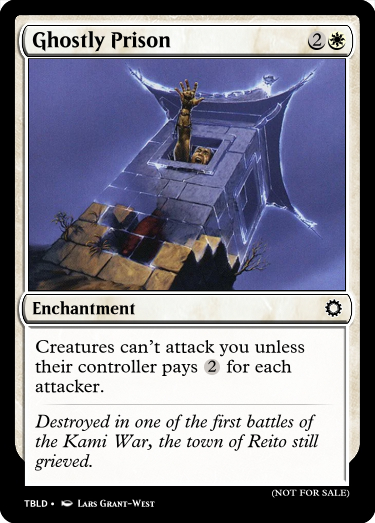 Ghostly Prison 2
Enchantment
Creatures can't attack you unless
their controller pays 2 for each
attacker.
Destroyed in one of the first battles of
the Kami War, the town of Reito still
grieved.
(NOT FOR SALE)
TBLD • Lars Grant-West